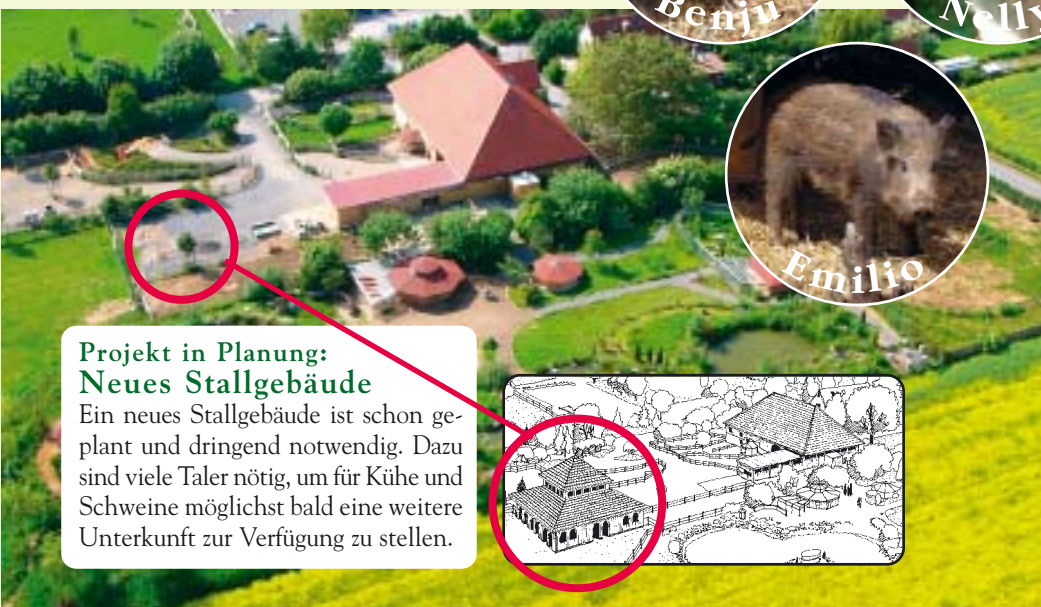 Benju
Nelly
Emilio
Projekt in Planung:
Neues Stallgebäude
Ein neues Stallgebäude ist schon ge-
plant und dringend notwendig. Dazu
sind viele Taler nötig, um für Kühe und
Schweine möglichst bald eine weitere
Unterkunft zur Verfügung zu stellen.